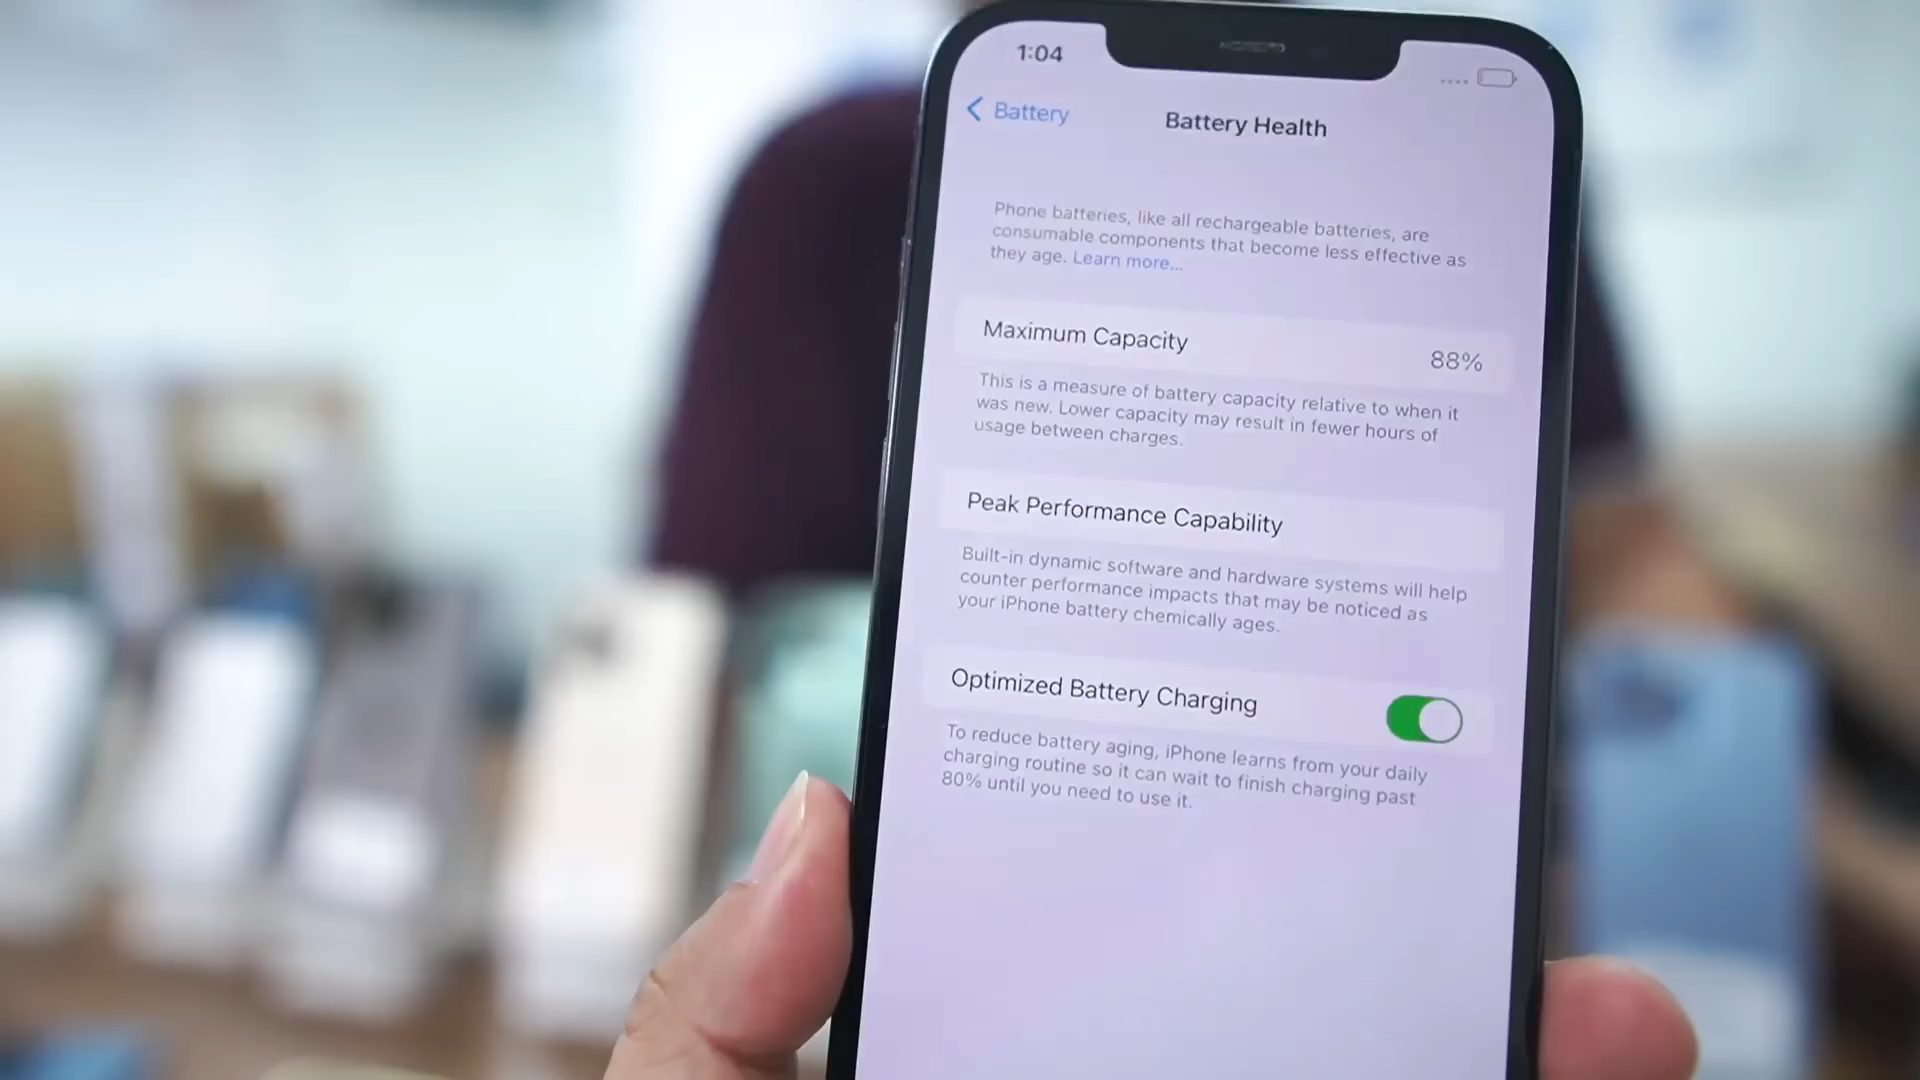 1:04
Battery
Battery Health
Phone batteries, like all rechargeable batteries, are
consumable components that become less effective as
they age. Learn more...
Maximum Capacity 88%
This is a measure of battery capacity relative to when it
was new. Lower capacity may result in fewer hours of
usage between charges.
Peak Performance Capability
Built-in dynamic software and hardware systems will help
counter performance impacts that may be noticed as
your iPhone battery chemically ages.
Optimized Battery Charging
To reduce battery aging, iPhone learns from your daily
charging routine so it can wait to finish charging past
80% until you need to use it.